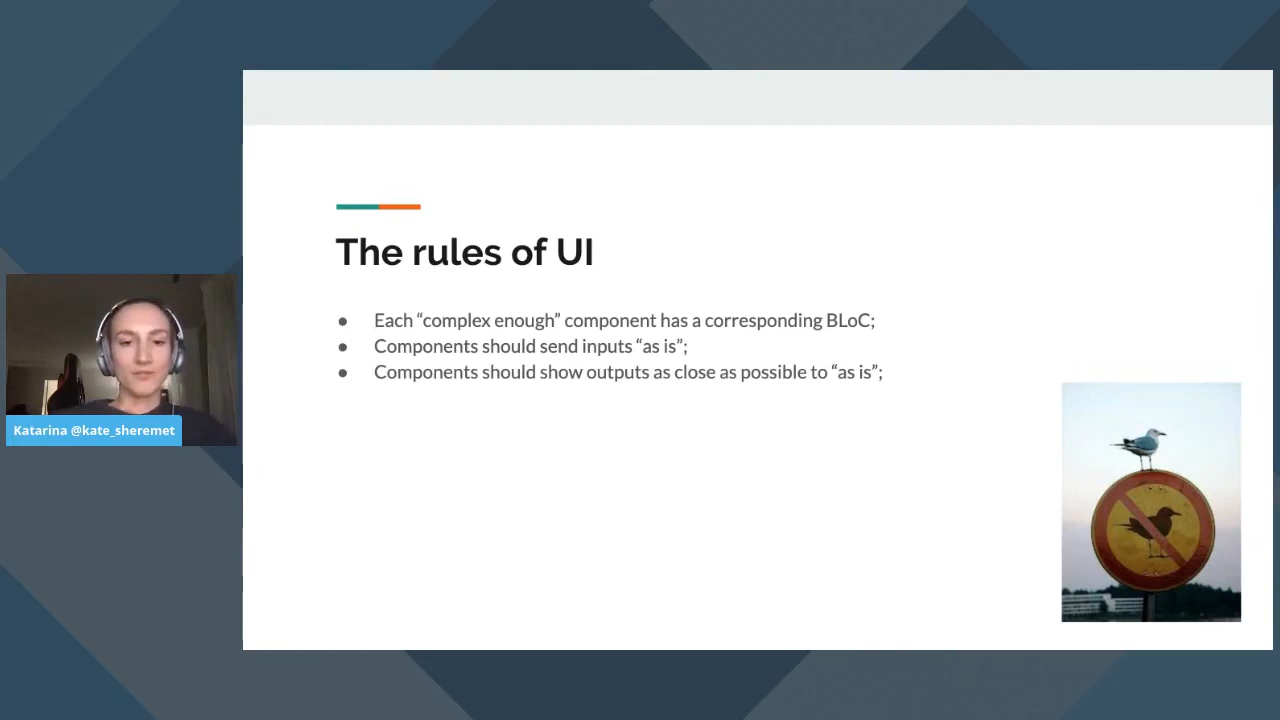 The rules of UI
● Each “complex enough” component has a corresponding BLoC;
● Components should send inputs “as is”;
● Components should show outputs as close as possible to “as is”;
Katarina @kate_sheremet